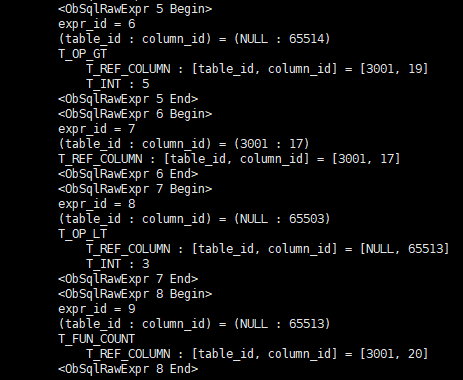 <ObSqlRawExpr 5 Begin>
expr_id = 6
(table_id : column_id) = (NULL : 65514)
T_OP_GT
    T_REF_COLUMN : [table_id, column_id] = [3001, 19]
    T_INT : 5
<ObSqlRawExpr 5 End>
<ObSqlRawExpr 6 Begin>
expr_id = 7
(table_id : column_id) = (3001 : 17)
T_REF_COLUMN : [table_id, column_id] = [3001, 17]
<ObSqlRawExpr 6 End>
<ObSqlRawExpr 7 Begin>
expr_id = 8
(table_id : column_id) = (NULL : 65503)
T_OP_LT
    T_REF_COLUMN : [table_id, column_id] = [NULL, 65513]
    T_INT : 3
<ObSqlRawExpr 7 End>
<ObSqlRawExpr 8 Begin>
expr_id = 9
(table_id : column_id) = (NULL : 65513)
T_FUN_COUNT
    T_REF_COLUMN : [table_id, column_id] = [3001, 20]
<ObSqlRawExpr 8 End>